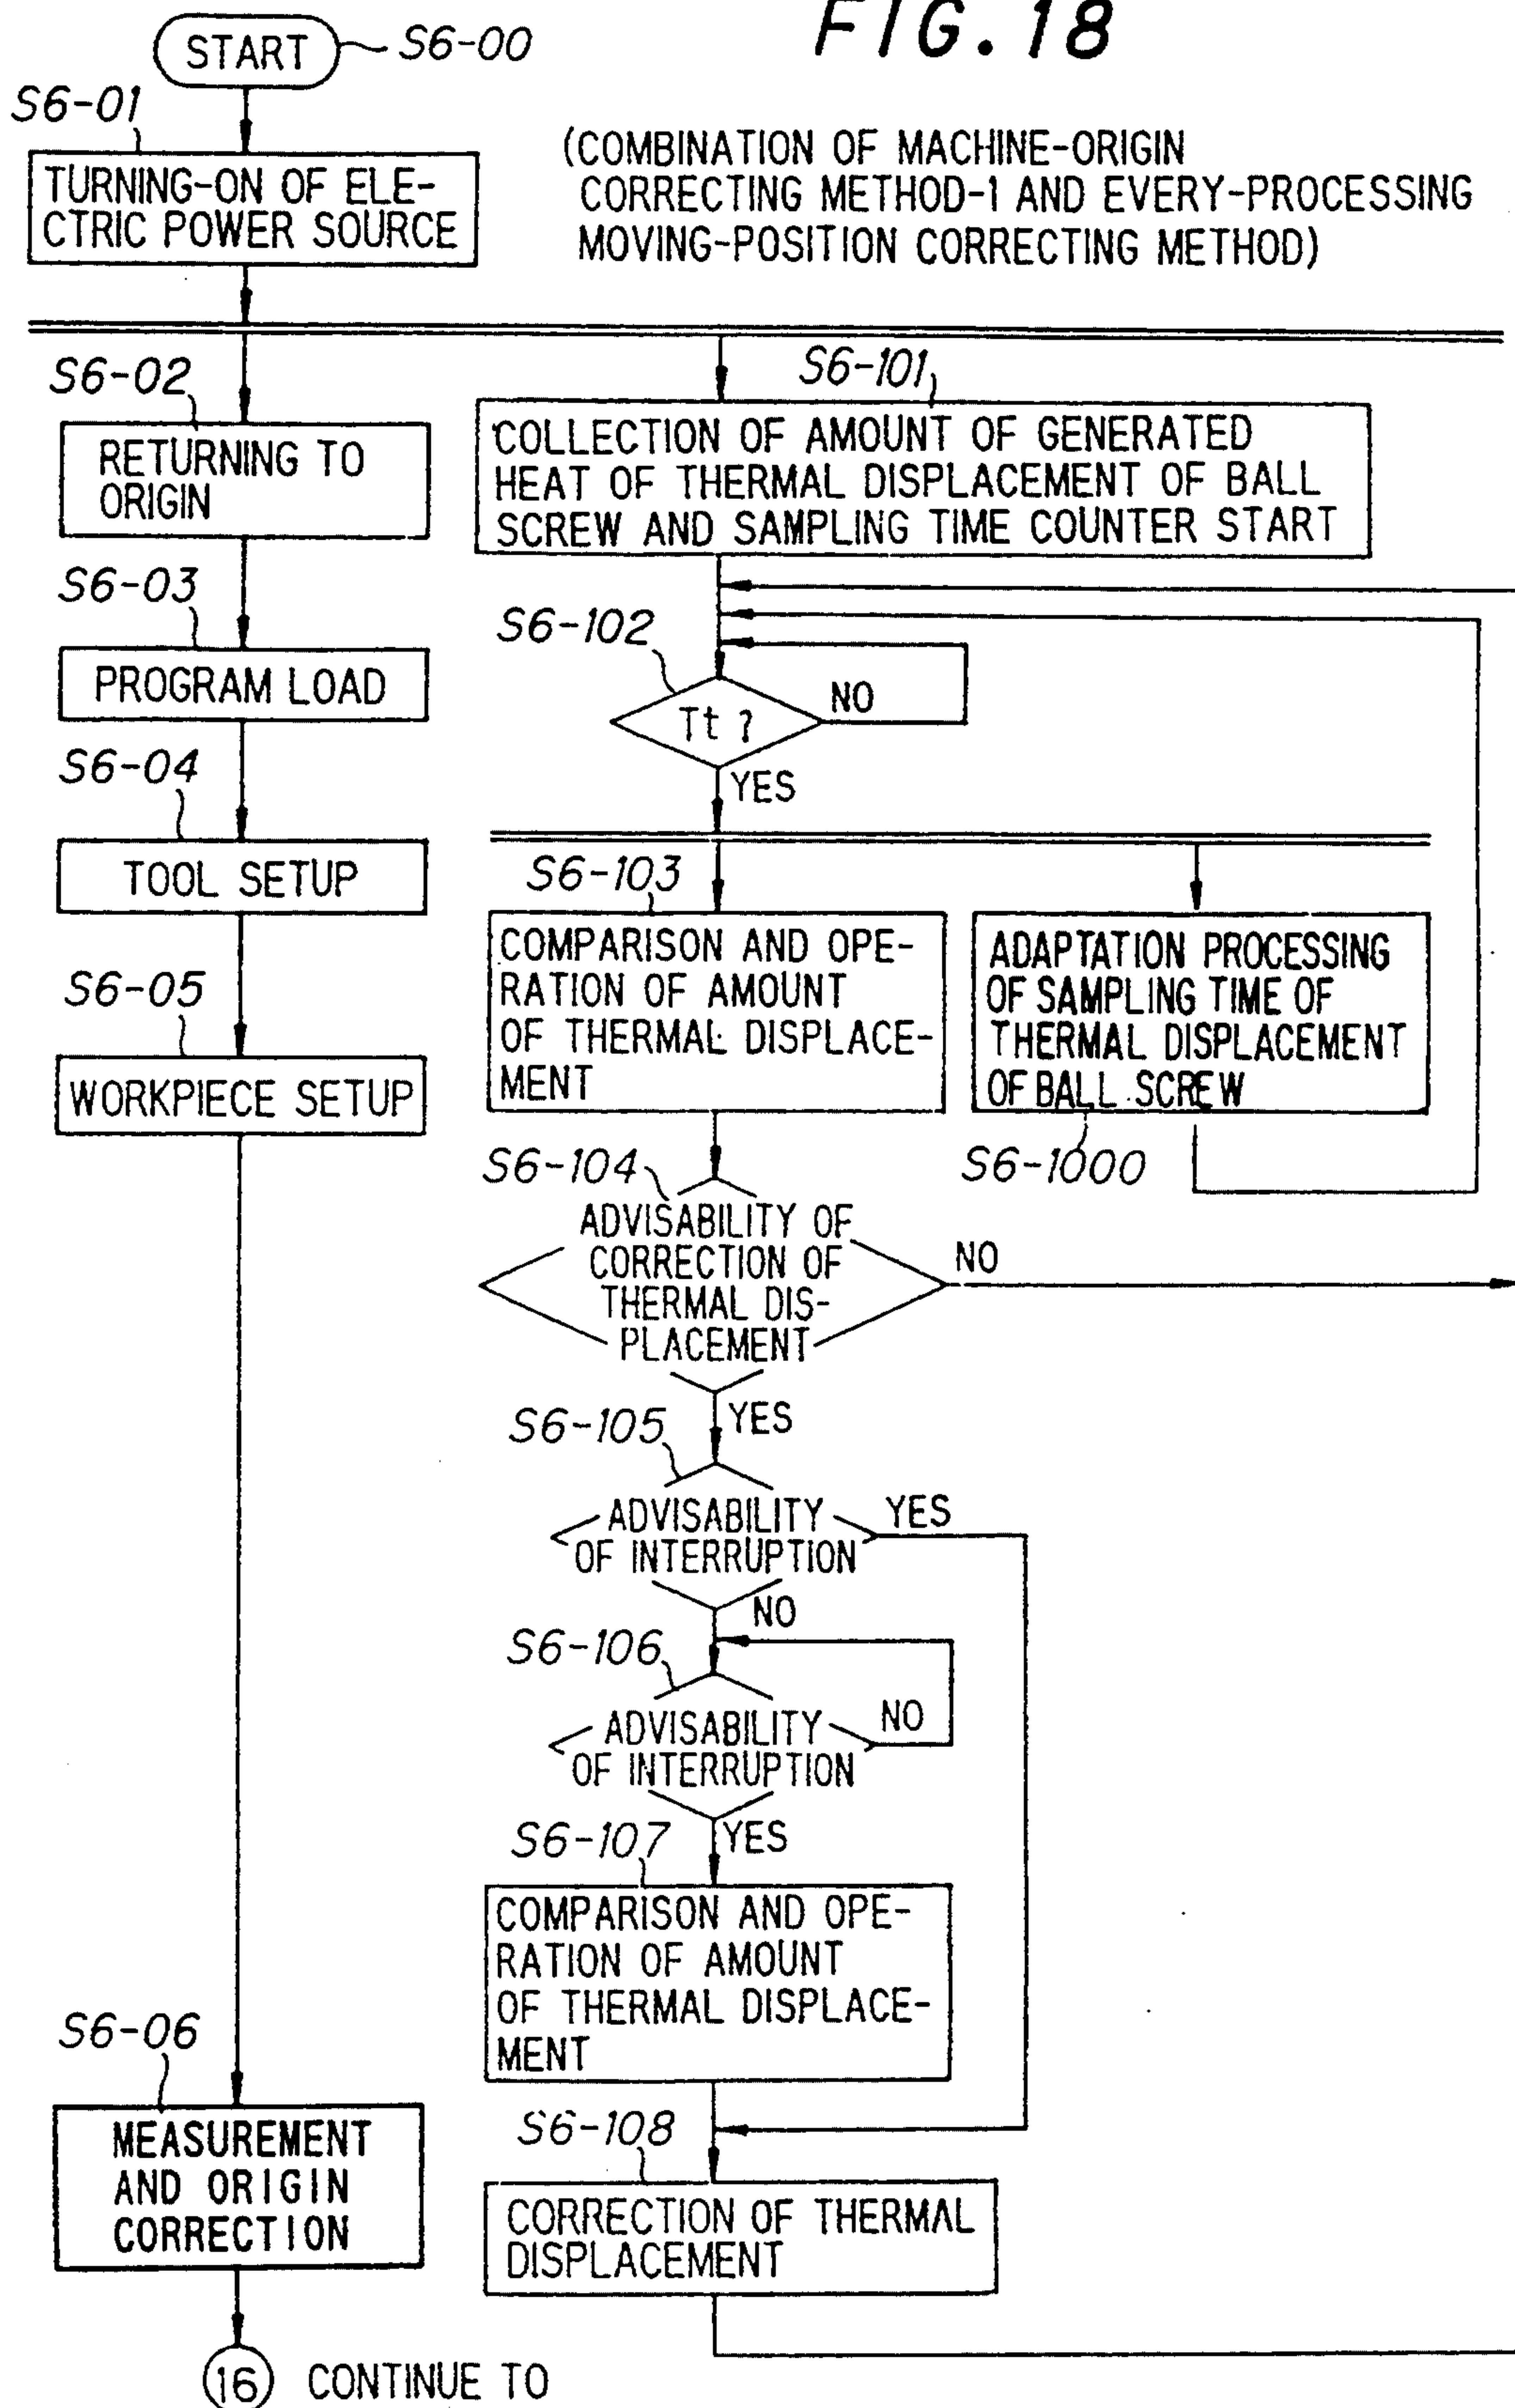 FIG. 18
START
S6-00
S6-01
TURNING-ON OF ELE-
CTRIC POWER SOURCE
(COMBINATION OF MACHINE-ORIGIN
CORRECTING METHOD-1 AND EVERY-PROCESSING
MOVING-POSITION CORRECTING METHOD)
S6-02
RETURNING TO
ORIGIN
S6-03
PROGRAM LOAD
S6-04
TOOL SETUP
S6-05
WORKPIECE SETUP
S6-06
MEASUREMENT
AND ORIGIN
CORRECTION
16 CONTINUE TO
S6-101
COLLECTION OF AMOUNT OF GENERATED
HEAT OF THERMAL DISPLACEMENT OF BALL
SCREW AND SAMPLING TIME COUNTER START
S6-102
Tt ?
NO
YES
S6-103
COMPARISON AND OPE-
RATION OF AMOUNT
OF THERMAL DISPLACE-
MENT
ADAPTATION PROCESSING
OF SAMPLING TIME OF
THERMAL DISPLACEMENT
OF BALL SCREW
S6-1000
S6-104
ADVISABILITY OF
CORRECTION OF
THERMAL DIS-
PLACEMENT
NO
YES
S6-105
ADVISABILITY
OF INTERRUPTION
YES
NO
S6-106
ADVISABILITY
OF INTERRUPTION
NO
YES
S6-107
COMPARISON AND OPE-
RATION OF AMOUNT
OF THERMAL DISPLACE-
MENT
S6-108
CORRECTION OF THERMAL
DISPLACEMENT